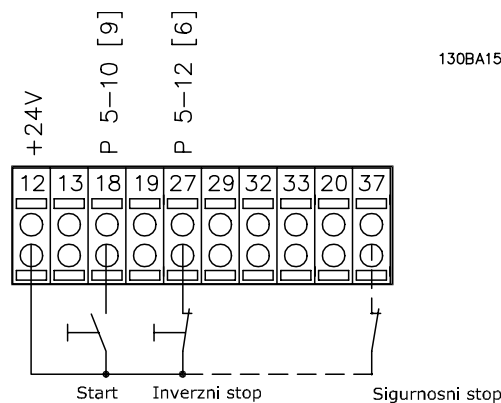 130BA15
+24V
P 5-10 [9]
P 5-12 [6]
12 13 18 19 27 29 32 33 20 37
Start Inverzni stop Sigurnosni stop